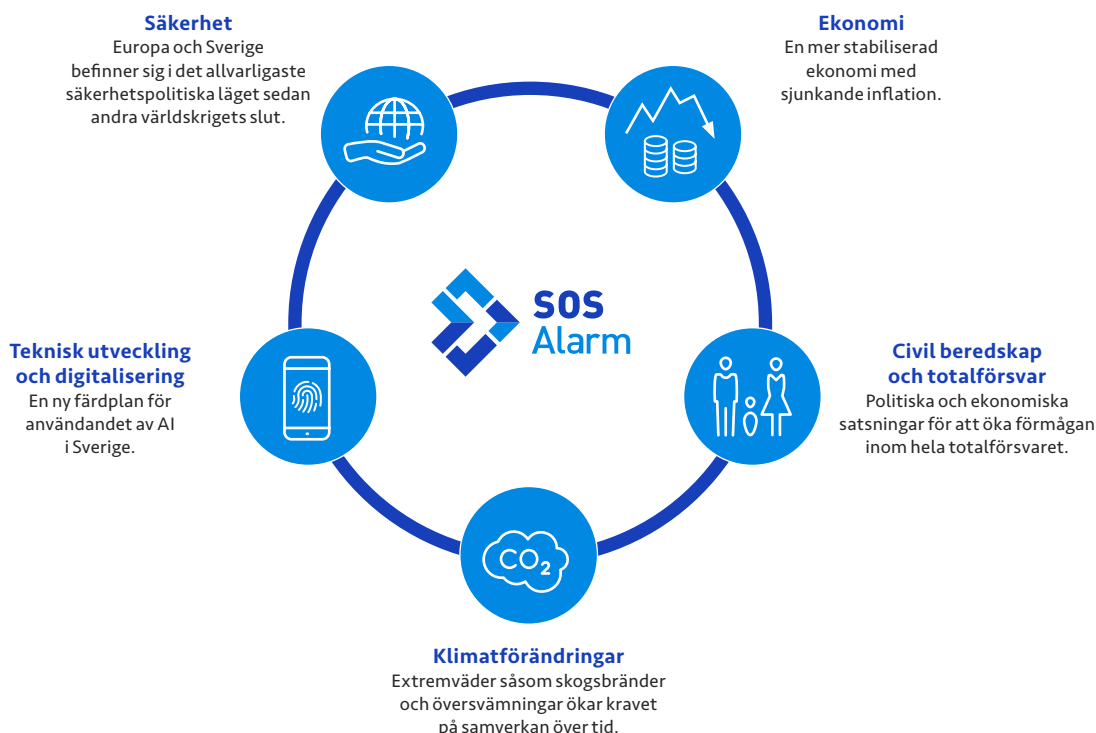 Säkerhet
Europa och Sverige
befinner sig i det allvarligaste
säkerhetspolitiska läget sedan
andra världskrigets slut.
Ekonomi
En mer stabiliserad
ekonomi med
sjunkande inflation.
SOS
Alarm
Teknisk utveckling
och digitalisering
En ny färdplan för
användandet av AI
i Sverige.
Civil beredskap
och totalförsvar
Politiska och ekonomiska
satsningar för att öka förmågan
inom hela totalförsvaret.
CO₂
Klimatförändringar
Extremväder såsom skogsbränder
och översvämningar ökar kravet
på samverkan över tid.